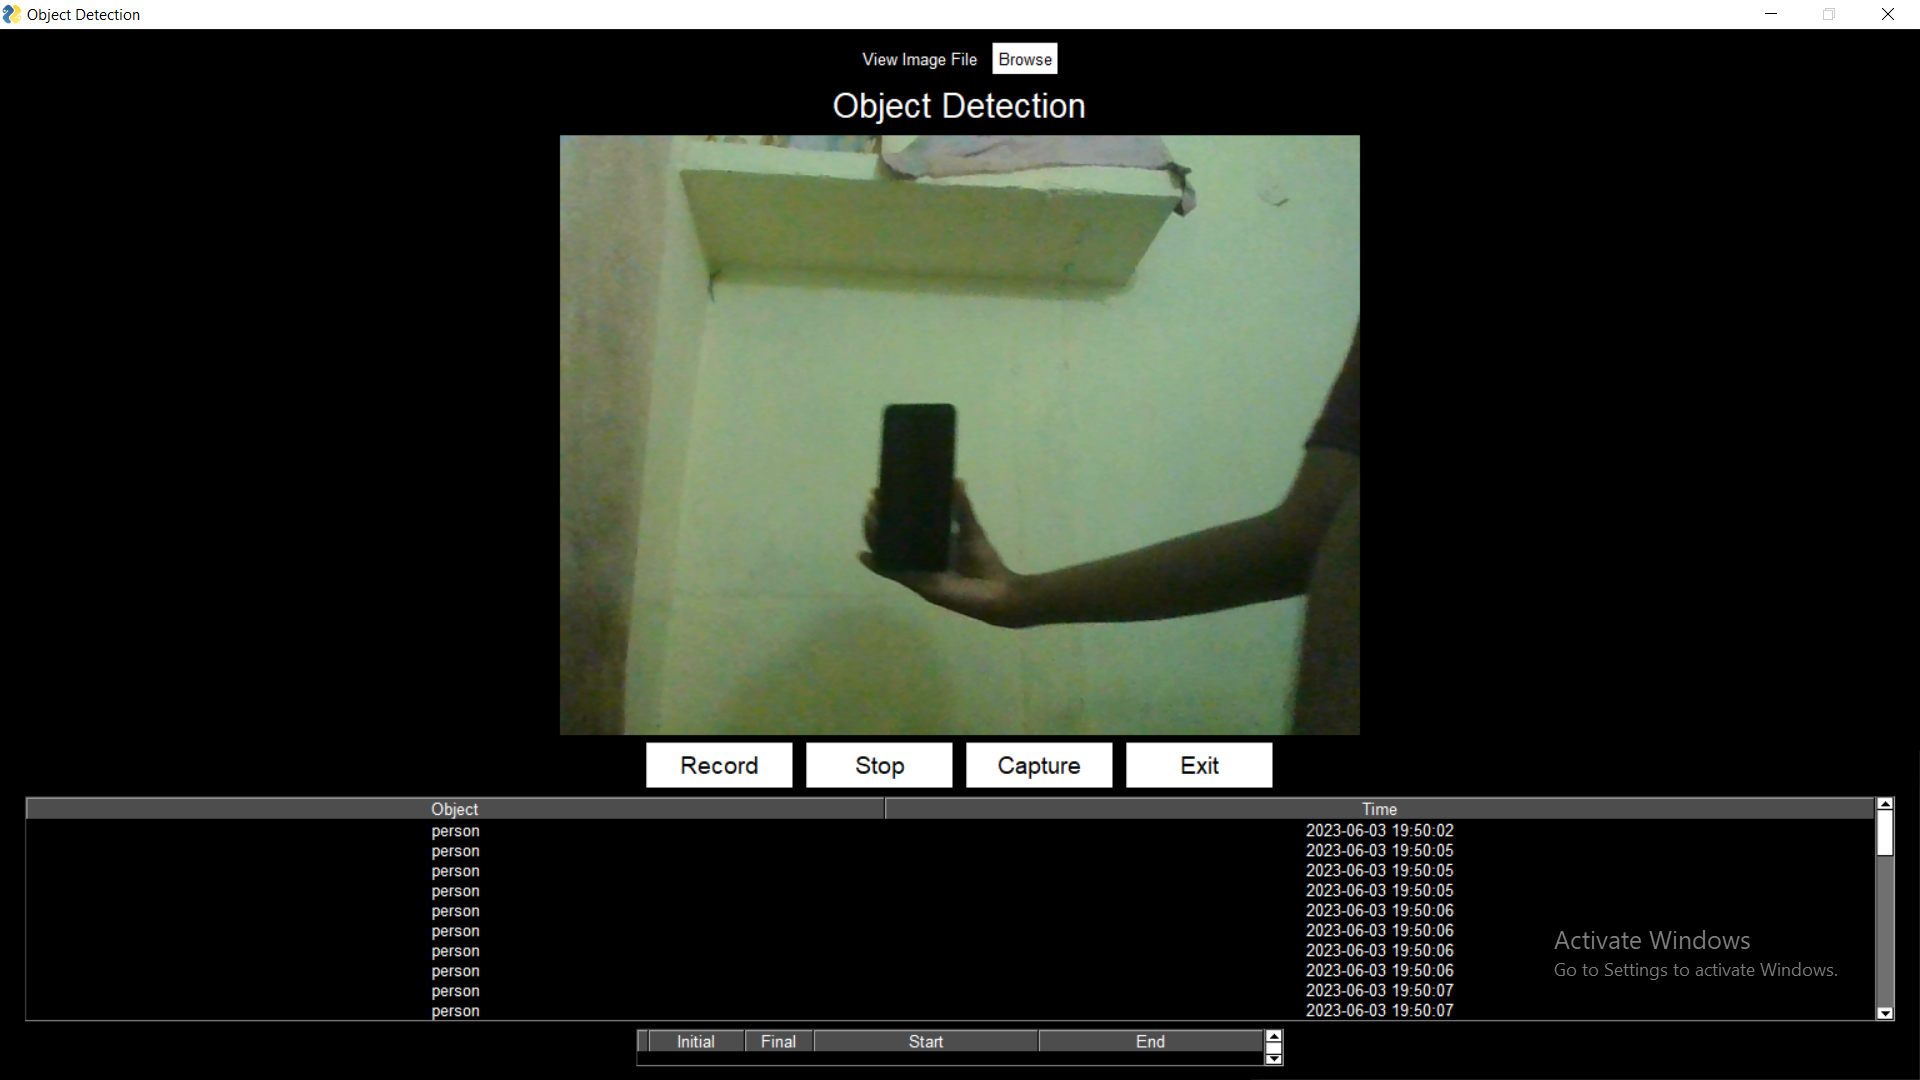 Object Detection
View Image File Browse
Object Detection
Record Stop Capture Exit
Object Time
person 2023-06-03 19:50:02
person 2023-06-03 19:50:05
person 2023-06-03 19:50:05
person 2023-06-03 19:50:05
person 2023-06-03 19:50:06
person 2023-06-03 19:50:06
person 2023-06-03 19:50:06
person 2023-06-03 19:50:06
person 2023-06-03 19:50:07
person 2023-06-03 19:50:07
Activate Windows
Go to Settings to activate Windows.
Initial Final Start End